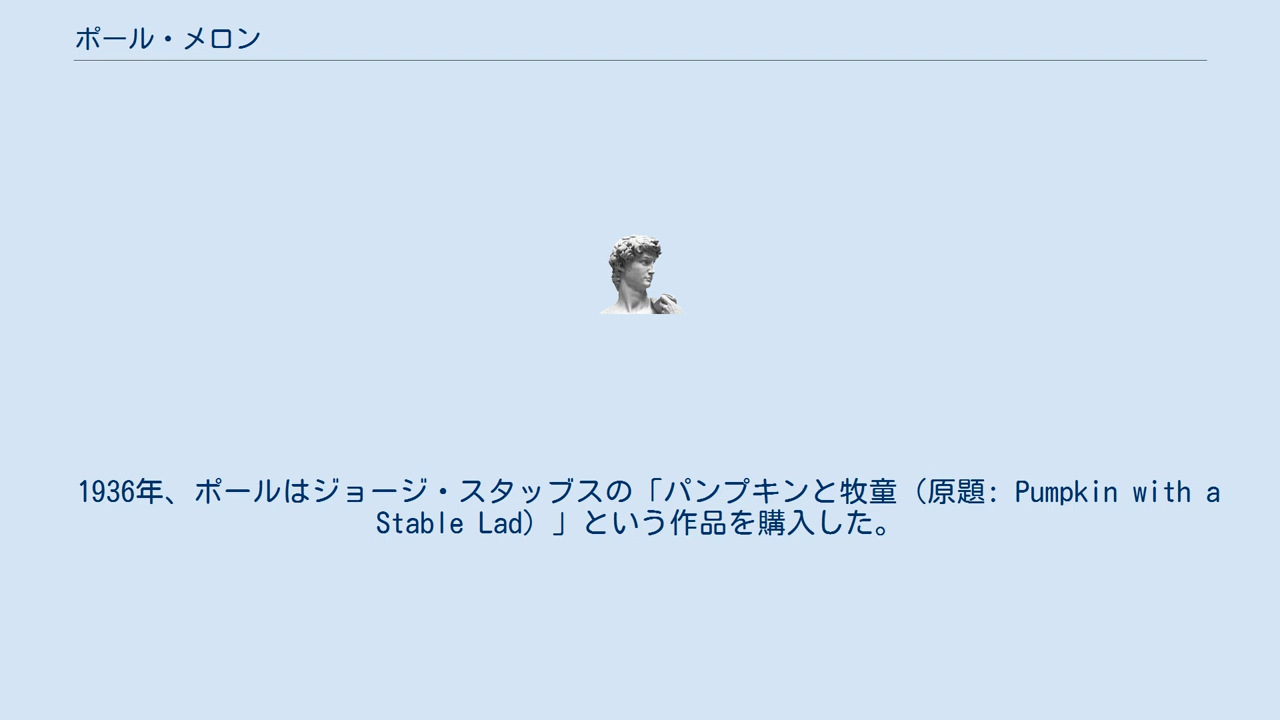 ポール・メロン
1936年、ポールはジョージ・スタッブスの「パンプキンと牧童（原題: Pumpkin with a
Stable Lad）」という作品を購入した。